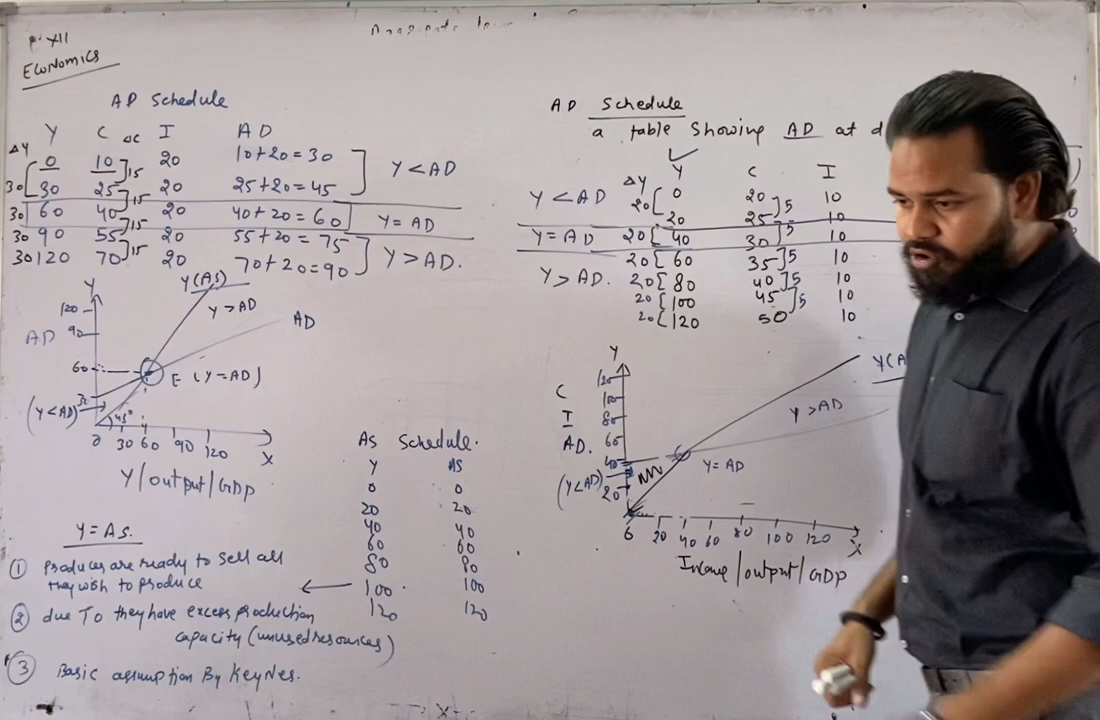 XII
ECONOMICS
AD Schedule
ΔY Y C ΔC I AD
0 10 20 10+20=30
30 15 Y<AD
30 25 20 25+20=45
30 15
60 40 20 40+20=60 Y=AD
30 15
90 55 20 55+20=75
30 15 Y>AD.
120 70 20 70+20=90
Y
Y(AS)
120
Y>AD
AD
AD 90
60 E (Y=AD)
(Y<AD)
45°
0 30 60 90 120 X
Y/output/GDP
Y=AS.
① Produces are ready to sell all
they wish to produce
② due To they have excess production
capacity (unused resources)
③ Basic assumption By Keynes.
AS Schedule.
Y AS
0 0
20 20
40 40
60 60
80 80
100 100
120 120
AD Schedule
a table Showing AD at d
ΔY Y C I
Y<AD 0 20 10
20 5
20 25 10
Y=AD 20 40 30 5 10
Y>AD. 20 60 35 5 10
20 80 40 5 10
20 100 45 5 10
20 120 50 10
Y
120
C 100
I 80
AD. 60
40
(Y<AD) 20
Y(A
Y>AD
Y=AD
20 40 60 80 100 120 X
Income/output/GDP